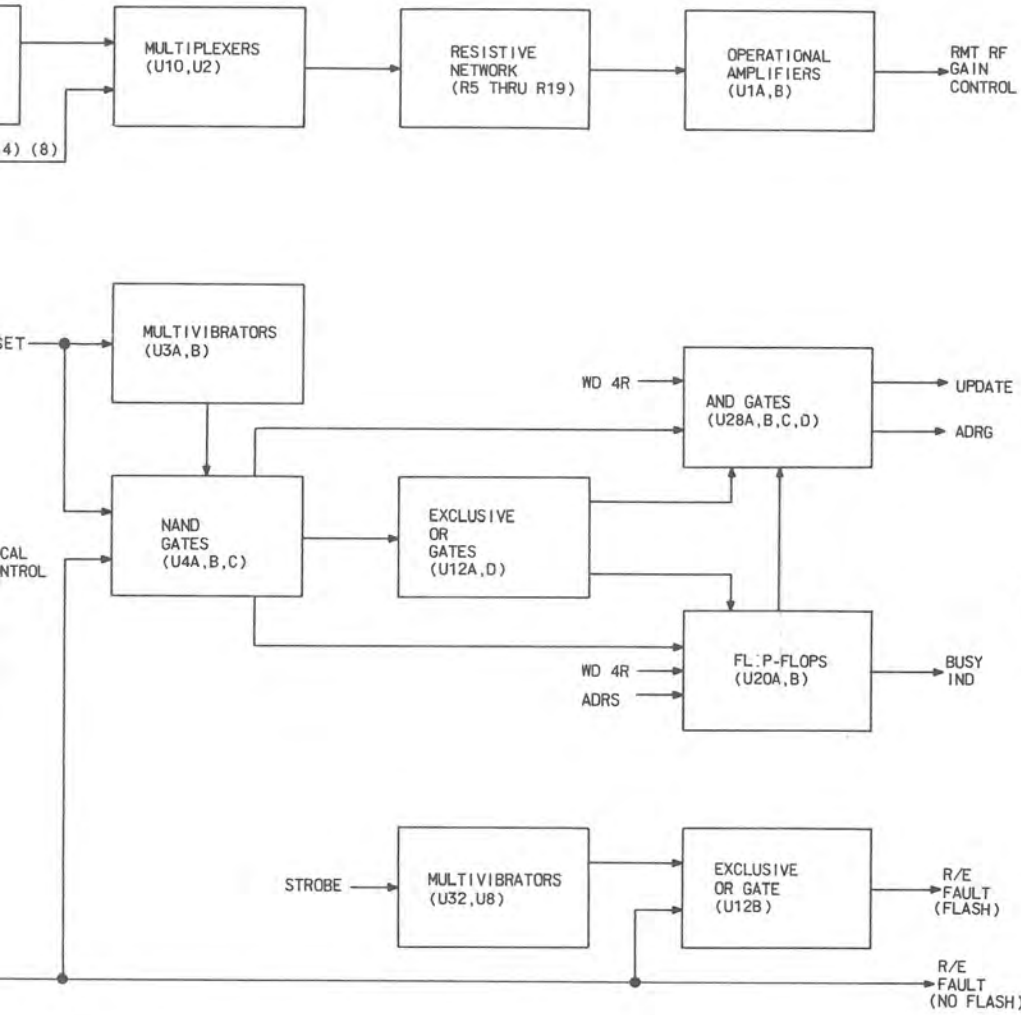 MULTIPLEXERS
(U10,U2)
RESISTIVE
NETWORK
(R5 THRU R19)
OPERATIONAL
AMPLIFIERS
(U1A,B)
RMT RF
GAIN
CONTROL
4) (8)
SET
MULTIVIBRATORS
(U3A,B)
WD 4R
AND GATES
(U28A,B,C,D)
UPDATE
ADRG
NAND
GATES
(U4A,B,C)
EXCLUSIVE
OR
GATES
(U12A,D)
CAL
NTROL
WD 4R
ADRS
FL:P-FLOPS
(U20A,B)
BUSY
IND
STROBE
MULTIVIBRATORS
(U32,U8)
EXCLUSIVE
OR GATE
(U12B)
R/E
FAULT
(FLASH)
R/E
FAULT
(NO FLASH)